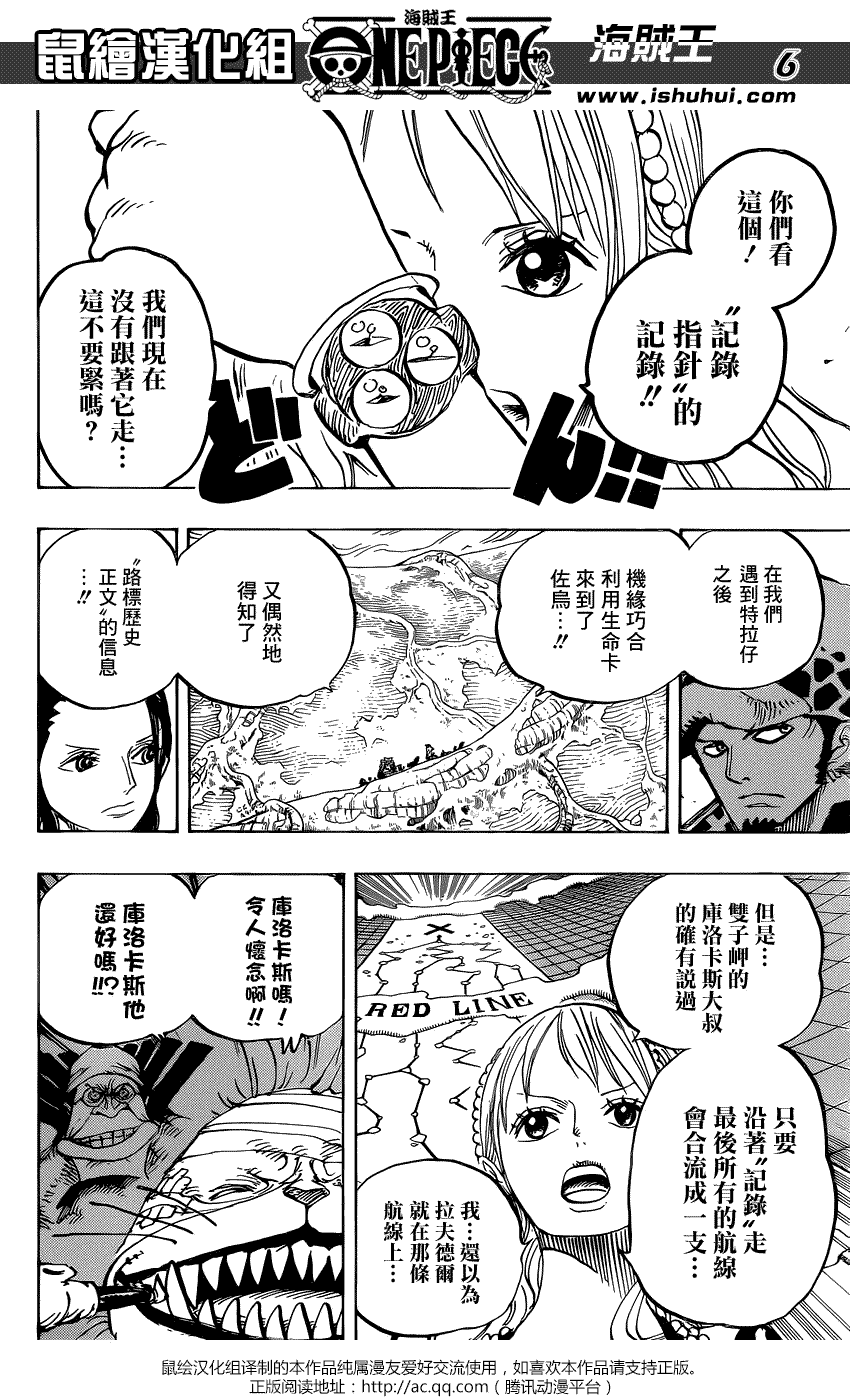 鼠繪漢化組
海賊王
ONE PIECE
海賊王
6
www.ishuhui.com
你們看
這個！
〝記錄
指針〞的
記錄!!
我們現在
沒有跟著它走…
這不要緊嗎？
どん!!
在我們
遇到特拉仔
之後
機緣巧合
利用生命卡
來到了
佐烏…!!
又偶然地
得知了
〝路標歷史
正文〞的信息
…!!
但是…
雙子岬的
庫洛卡斯大叔
的確有説過
只要
沿著〝記錄〞走
最後所有的航線
會合流成一支…
RED LINE
我…還以為
拉夫德爾
就在那條
航線上…
庫洛卡斯嗎！
令人懷念啊!!
庫洛卡斯他
還好嗎!!?
鼠绘汉化组译制的本作品纯属漫友爱好交流使用，如喜欢本作品请支持正版。
正版阅读地址：http://ac.qq.com（腾讯动漫平台）